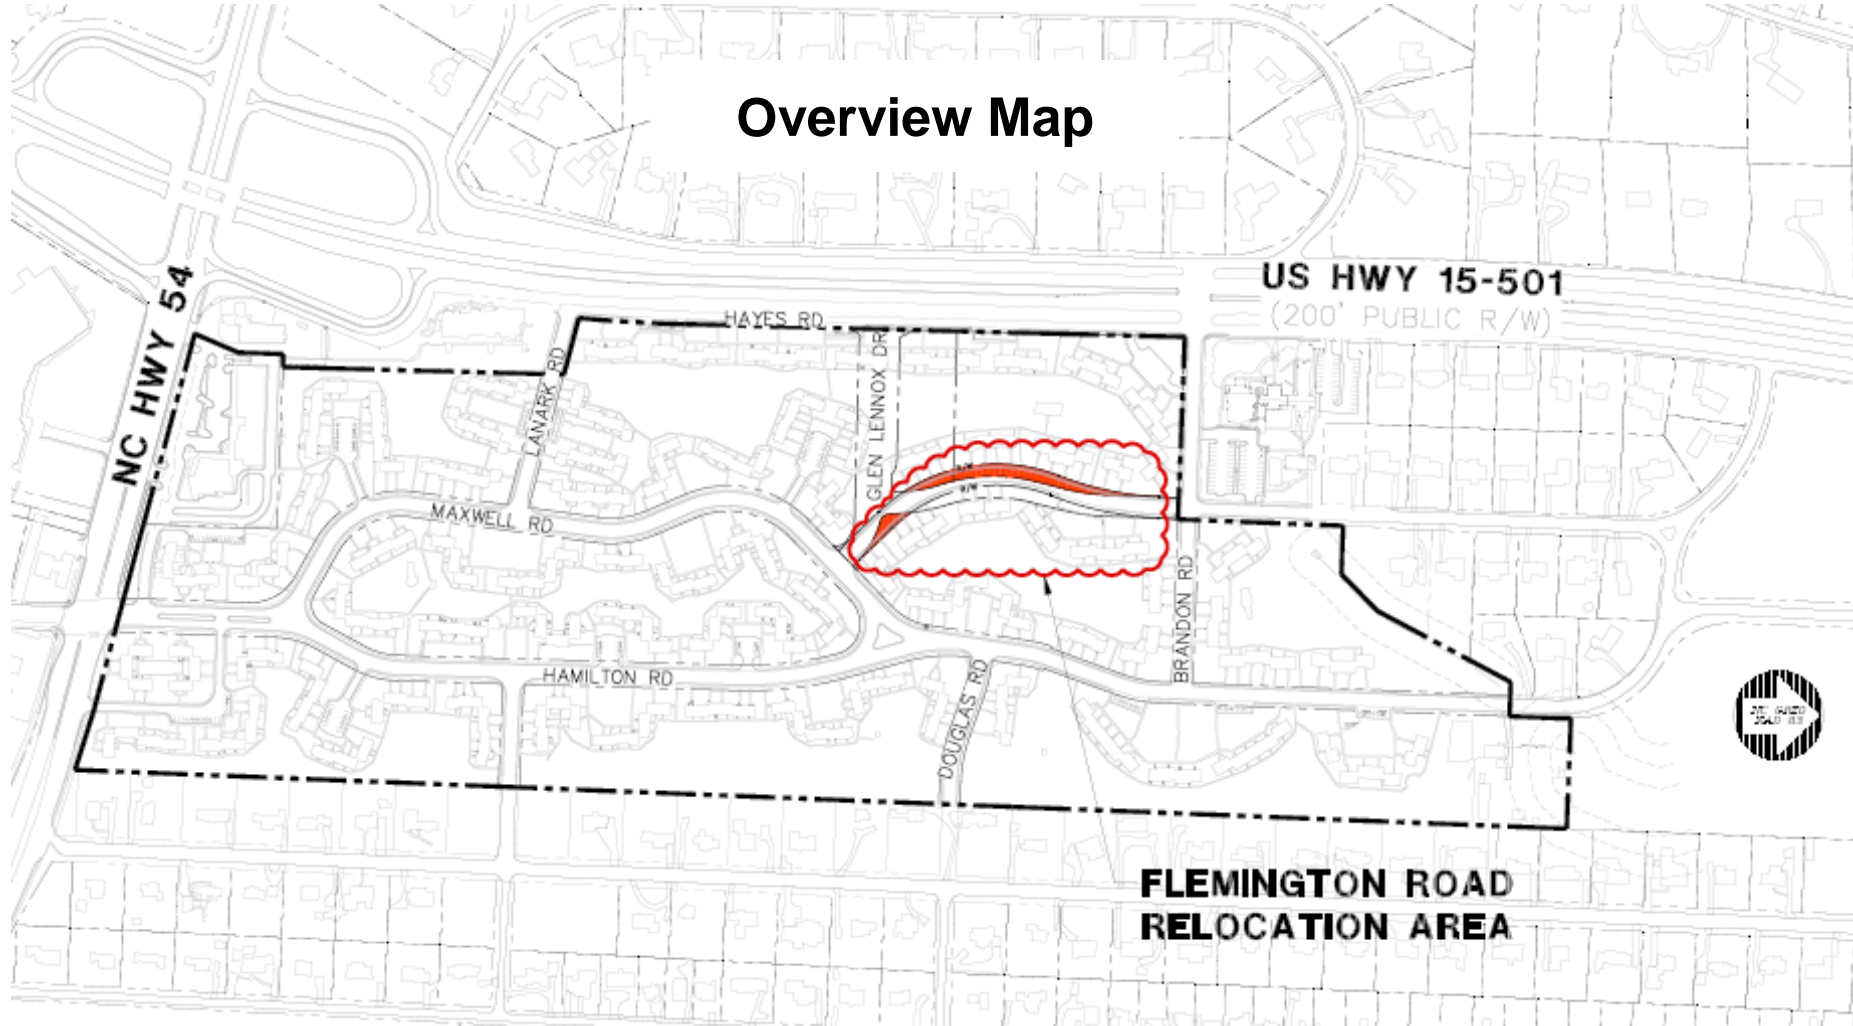 Overview Map
US HWY 15-501
(200' PUBLIC R/W)
NC HWY 54
HAYES RD
LANARK RD
GLEN LENNOX DR
MAXWELL RD
BRANDON RD
HAMILTON RD
DOUGLAS RD
FLEMINGTON ROAD
RELOCATION AREA